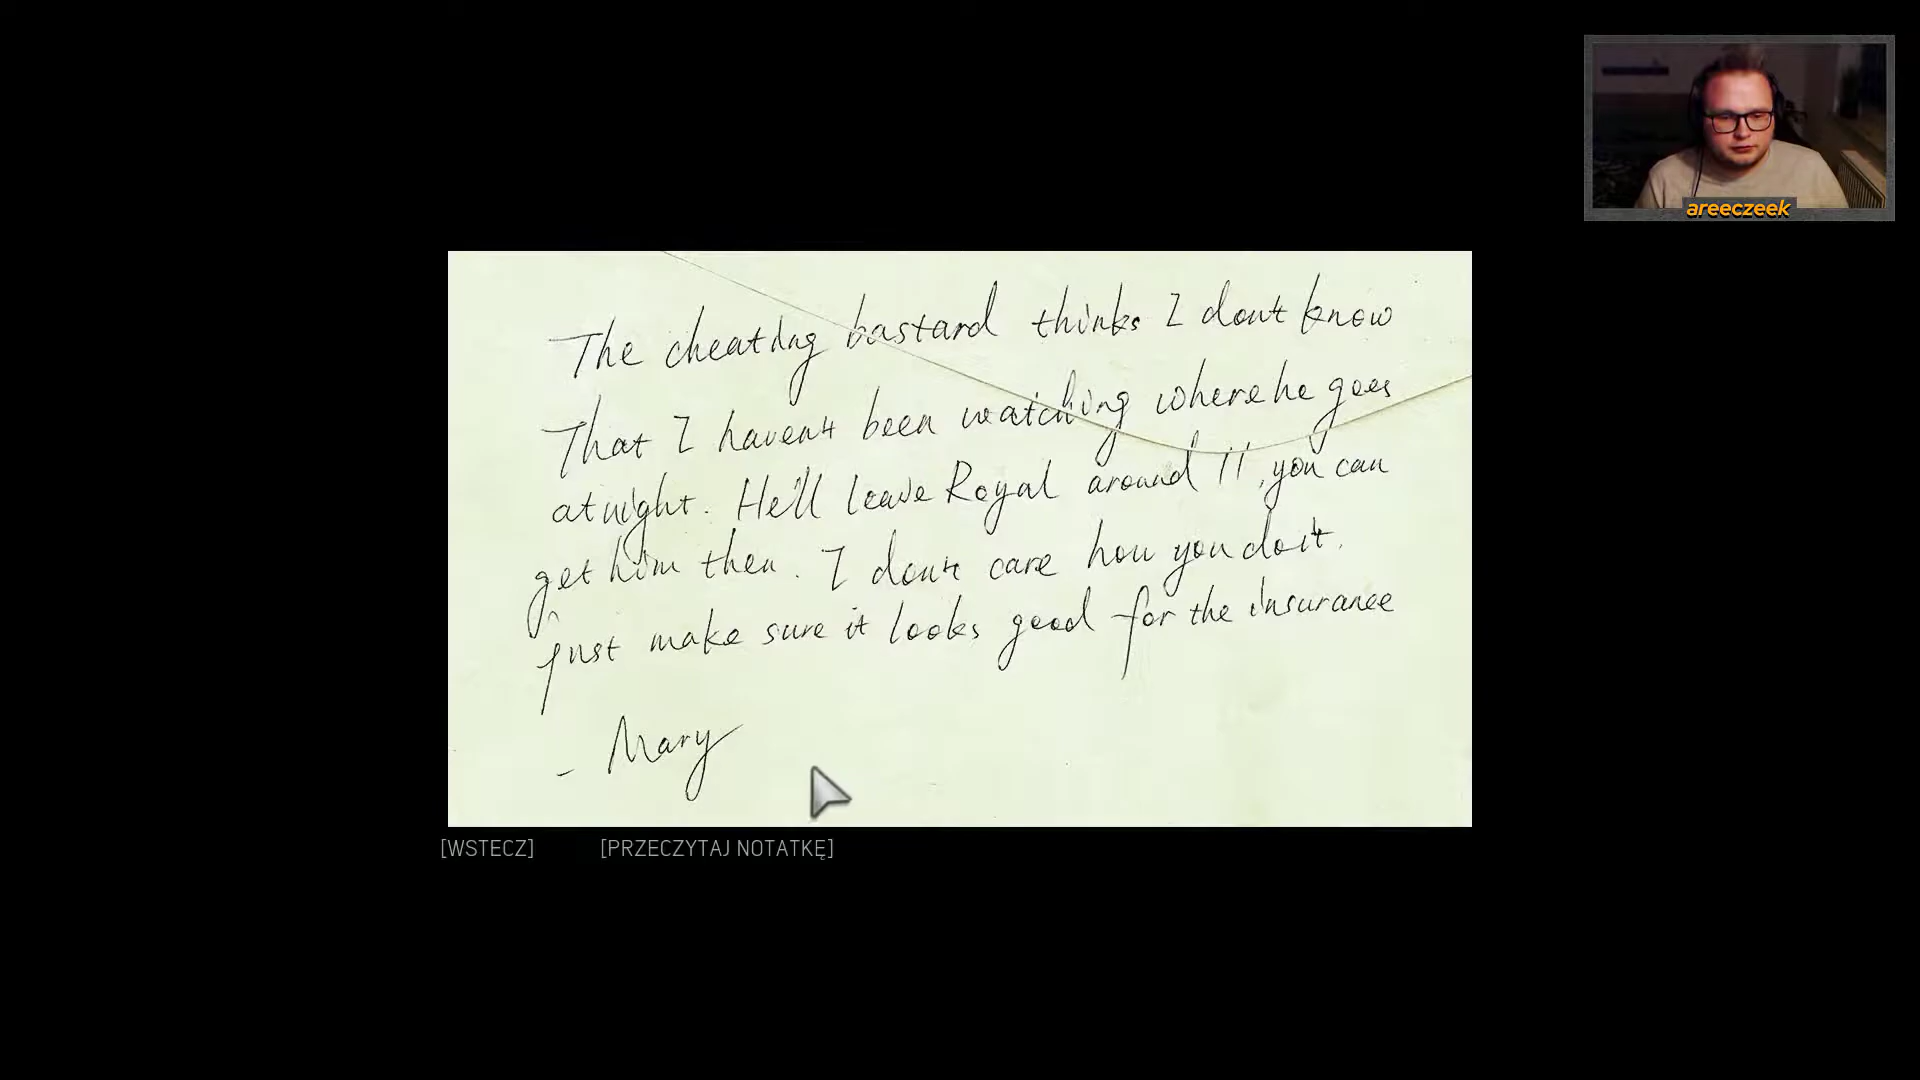 areeczeek
The cheating bastard thinks I dont know
That I havent been watching where he goes
at night. He'll leave Royal around 11, you can
get him then. I dont care how you do it,
just make sure it looks good for the insurance
- Mary
[WSTECZ] [PRZECZYTAJ NOTATKĘ]